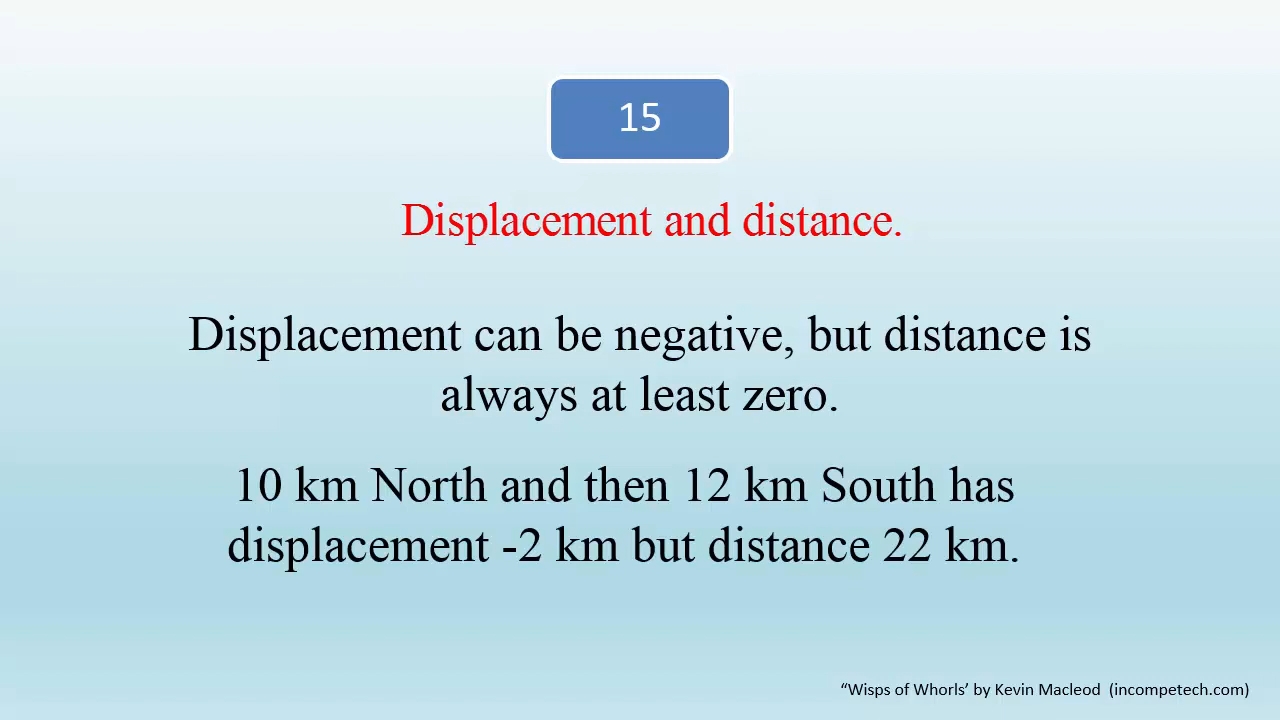 15
Displacement and distance.
Displacement can be negative, but distance is
always at least zero.
10 km North and then 12 km South has
displacement -2 km but distance 22 km.
“Wisps of Whorls’ by Kevin Macleod  (incompetech.com)